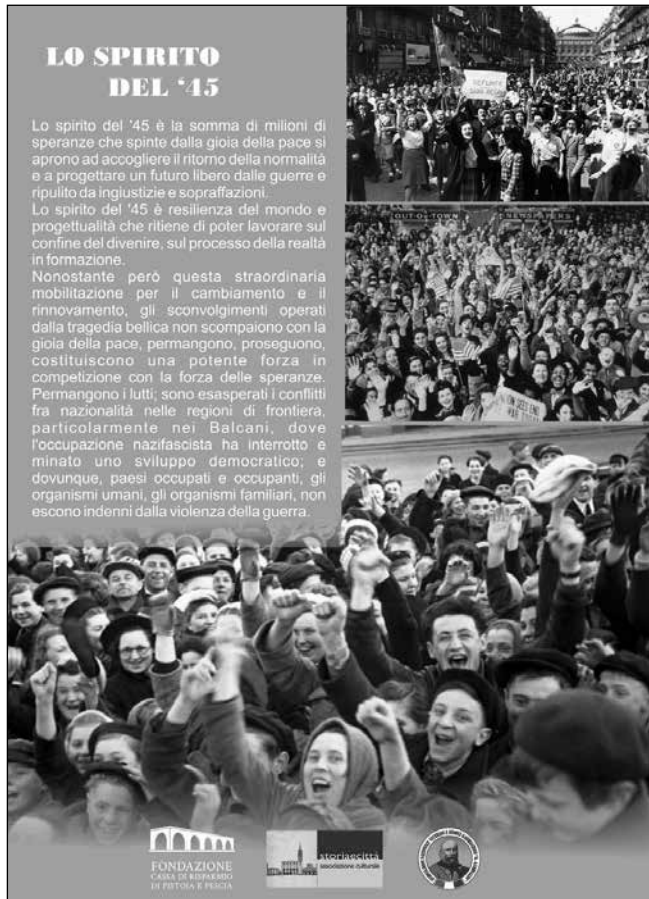 LO SPIRITO
DEL ‘45
Lo spirito del '45 è la somma di milioni di
speranze che spinte dalla gioia della pace si
aprono ad accogliere il ritorno della normalità
e a progettare un futuro libero dalle guerre e
ripulito da ingiustizie e sopraffazioni.
Lo spirito del '45 è resilienza del mondo e
progettualità che ritiene di poter lavorare sul
confine del divenire, sul processo della realtà
in formazione.
Nonostante però questa straordinaria
mobilitazione per il cambiamento e il
rinnovamento, gli sconvolgimenti operati
dalla tragedia bellica non scompaiono con la
gioia della pace, permangono, proseguono,
costituiscono una potente forza in
competizione con la forza delle speranze.
Permangono i lutti; sono esasperati i conflitti
fra nazionalità nelle regioni di frontiera,
particolarmente nei Balcani, dove
l'occupazione nazifascista ha interrotto e
minato uno sviluppo democratico; e
dovunque, paesi occupati e occupanti, gli
organismi umani, gli organismi familiari, non
escono indenni dalla violenza della guerra.
OUT-OF-TOWN
NEWSPAPERS
FONDAZIONE
CASSA DI RISPARMIO
DI PISTOIA E PESCIA
storiaecittà
associazione culturale